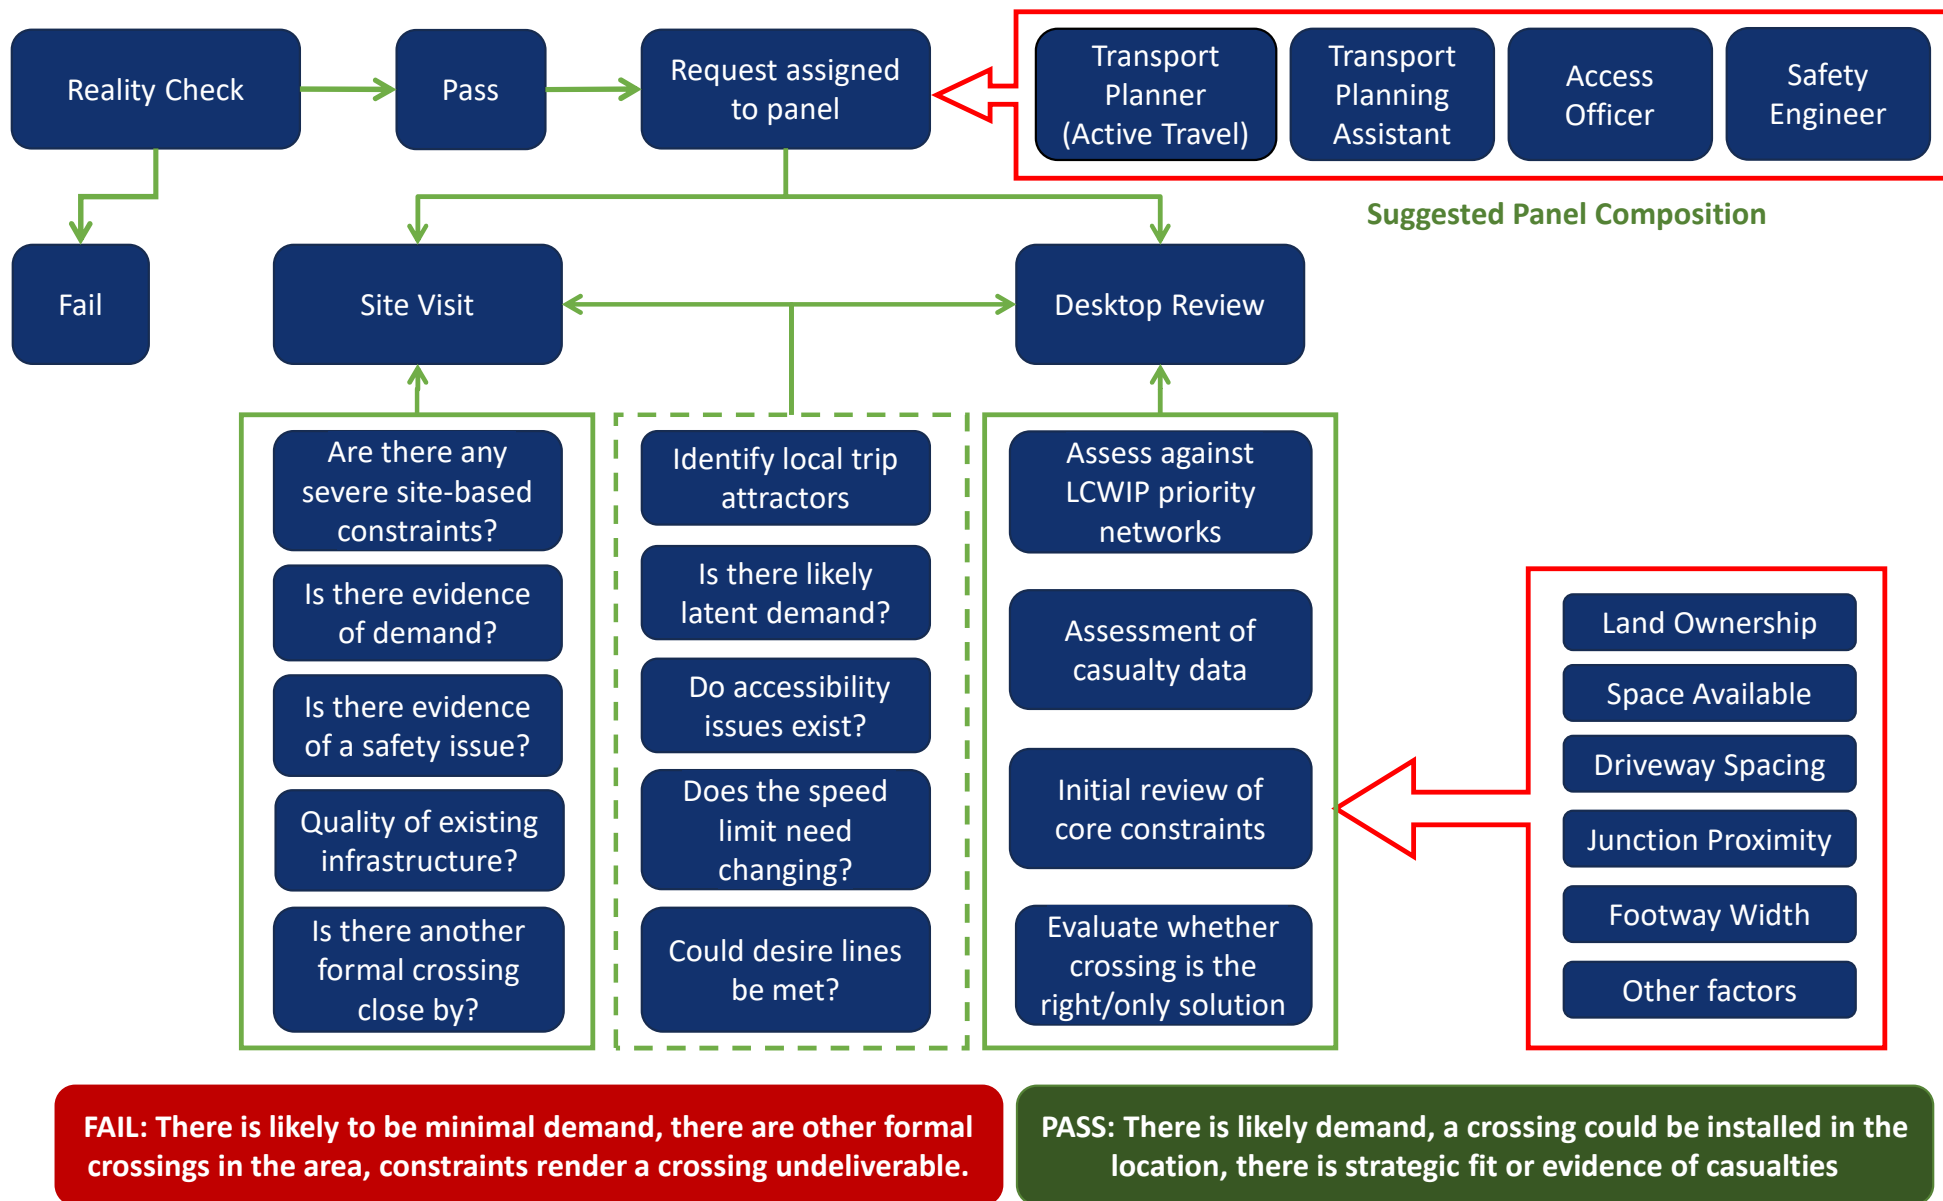 Reality Check
Pass
Request assigned
to panel
Transport
Planner
(Active Travel)
Transport
Planning
Assistant
Access
Officer
Safety
Engineer
Suggested Panel Composition
Fail
Site Visit
Desktop Review
Are there any
severe site-based
constraints?
Is there evidence
of demand?
Is there evidence
of a safety issue?
Quality of existing
infrastructure?
Is there another
formal crossing
close by?
Identify local trip
attractors
Is there likely
latent demand?
Do accessibility
issues exist?
Does the speed
limit need
changing?
Could desire lines
be met?
Assess against
LCWIP priority
networks
Assessment of
casualty data
Initial review of
core constraints
Evaluate whether
crossing is the
right/only solution
Land Ownership
Space Available
Driveway Spacing
Junction Proximity
Footway Width
Other factors
FAIL: There is likely to be minimal demand, there are other formal
crossings in the area, constraints render a crossing undeliverable.
PASS: There is likely demand, a crossing could be installed in the
location, there is strategic fit or evidence of casualties